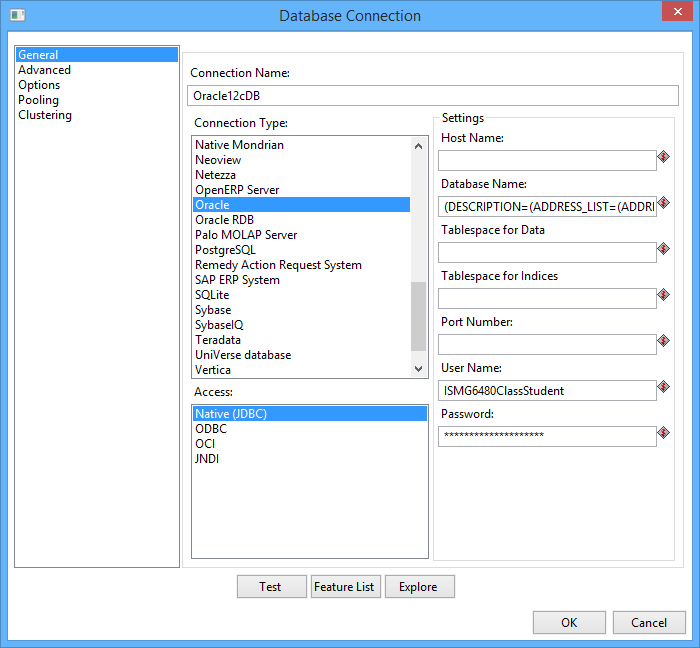 Database Connection
General
Advanced
Options
Pooling
Clustering
Connection Name:
Oracle12cDB
Connection Type:
Native Mondrian
Neoview
Netezza
OpenERP Server
Oracle
Oracle RDB
Palo MOLAP Server
PostgreSQL
Remedy Action Request System
SAP ERP System
SQLite
Sybase
SybaseIQ
Teradata
UniVerse database
Vertica
Access:
Native (JDBC)
ODBC
OCI
JNDI
Settings
Host Name:
Database Name:
(DESCRIPTION=(ADDRESS_LIST=(ADDRI
Tablespace for Data
Tablespace for Indices
Port Number:
User Name:
ISMG6480ClassStudent
Password:
********************
Test
Feature List
Explore
OK
Cancel